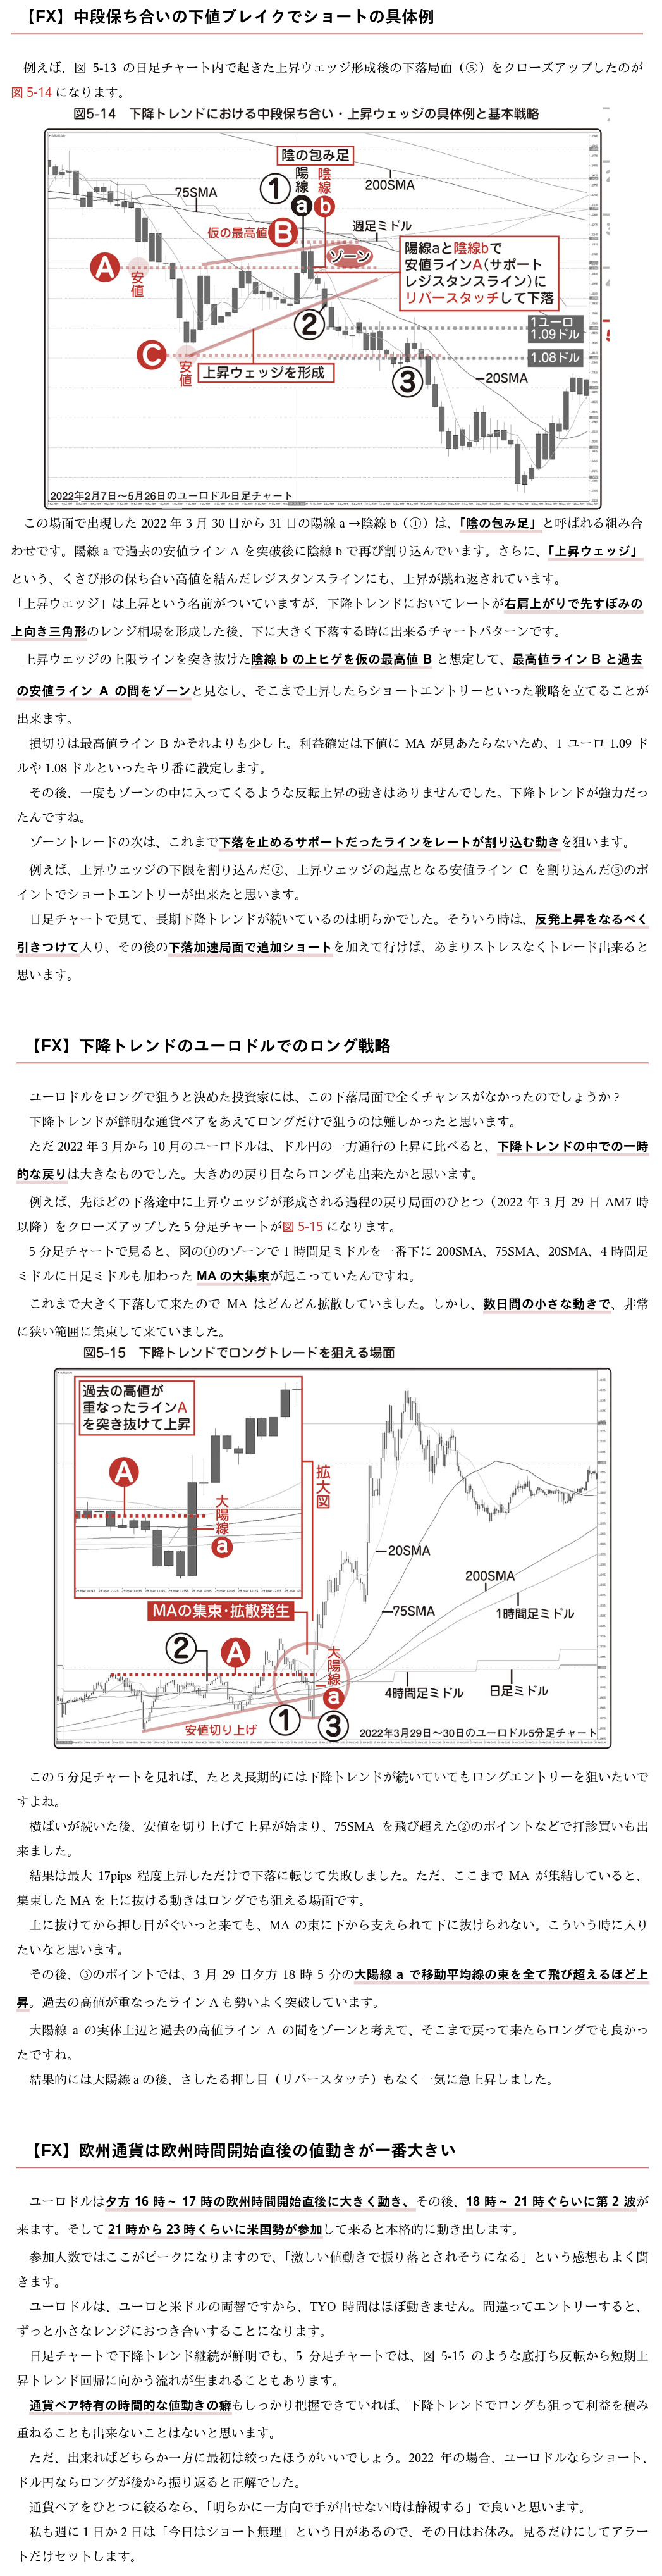 【FX】中段保ち合いの下値ブレイクでショートの具体例
例えば、図 5-13 の日足チャート内で起きた上昇ウェッジ形成後の下落局面（⑤）をクローズアップしたのが
図 5-14 になります。
図5-14　下降トレンドにおける中段保ち合い・上昇ウェッジの具体例と基本戦略
陰の包み足
① 陽線 陰線
75SMA
200SMA
a b
仮の最高値 B
週足ミドル
ゾーン
A
安値
陽線aと陰線bで
安値ラインA（サポート
レジスタンスライン）に
リバースタッチして下落
②
1ユーロ
1.09ドル
C
1.08ドル
安値
上昇ウェッジを形成
③
20SMA
2022年2月7日〜5月26日のユーロドル日足チャート
この場面で出現した 2022 年 3 月 30 日から 31 日の陽線 a →陰線 b（①）は、「陰の包み足」と呼ばれる組み合
わせです。陽線 a で過去の安値ライン A を突破後に陰線 b で再び割り込んでいます。さらに、「上昇ウェッジ」
という、くさび形の保ち合い高値を結んだレジスタンスラインにも、上昇が跳ね返されています。
「上昇ウェッジ」は上昇という名前がついていますが、下降トレンドにおいてレートが右肩上がりで先すぼみの
上向き三角形のレンジ相場を形成した後、下に大きく下落する時に出来るチャートパターンです。
上昇ウェッジの上限ラインを突き抜けた陰線 b の上ヒゲを仮の最高値 B と想定して、最高値ライン B と過去
の安値ライン A の間をゾーンと見なし、そこまで上昇したらショートエントリーといった戦略を立てることが
出来ます。
損切りは最高値ライン B かそれよりも少し上。利益確定は下値に MA が見あたらないため、1 ユーロ 1.09 ド
ルや 1.08 ドルといったキリ番に設定します。
その後、一度もゾーンの中に入ってくるような反転上昇の動きはありませんでした。下降トレンドが強力だっ
たんですね。
ゾーントレードの次は、これまで下落を止めるサポートだったラインをレートが割り込む動きを狙います。
例えば、上昇ウェッジの下限を割り込んだ②、上昇ウェッジの起点となる安値ライン C を割り込んだ③のポ
イントでショートエントリーが出来たと思います。
日足チャートで見て、長期下降トレンドが続いているのは明らかでした。そういう時は、反発上昇をなるべく
引きつけて入り、その後の下落加速局面で追加ショートを加えて行けば、あまりストレスなくトレード出来ると
思います。
【FX】下降トレンドのユーロドルでのロング戦略
ユーロドルをロングで狙うと決めた投資家には、この下落局面で全くチャンスがなかったのでしょうか？
下降トレンドが鮮明な通貨ペアをあえてロングだけで狙うのは難しかったと思います。
ただ 2022 年 3 月から 10 月のユーロドルは、ドル円の一方通行の上昇に比べると、下降トレンドの中での一時
的な戻りは大きなものでした。大きめの戻り目ならロングも出来たかと思います。
例えば、先ほどの下落途中に上昇ウェッジが形成される過程の戻り局面のひとつ（2022 年 3 月 29 日 AM7 時
以降）をクローズアップした 5 分足チャートが図 5-15 になります。
5 分足チャートで見ると、図の①のゾーンで 1 時間足ミドルを一番下に 200SMA、75SMA、20SMA、4 時間足
ミドルに日足ミドルも加わった MA の大集束が起こっていたんですね。
これまで大きく下落して来たので MA はどんどん拡散していました。しかし、数日間の小さな動きで、非常
に狭い範囲に集束して来ていました。
図5-15　下降トレンドでロングトレードを狙える場面
過去の高値が
重なったラインA
を突き抜けて上昇
A
大陽線 a
拡大図
20SMA
200SMA
MAの集束・拡散発生
75SMA
1時間足ミドル
②
A
大陽線 a
4時間足ミドル
日足ミドル
安値切り上げ
① ③
2022年3月29日〜30日のユーロドル5分足チャート
この 5 分足チャートを見れば、たとえ長期的には下降トレンドが続いていてもロングエントリーを狙いたいで
すよね。
横ばいが続いた後、安値を切り上げて上昇が始まり、75SMA を飛び超えた②のポイントなどで打診買いも出
来ました。
結果は最大 17pips 程度上昇しただけで下落に転じて失敗しました。ただ、ここまで MA が集結していると、
集束した MA を上に抜ける動きはロングでも狙える場面です。
上に抜けてから押し目がぐいっと来ても、MA の束に下から支えられて下に抜けられない。こういう時に入り
たいなと思います。
その後、③のポイントでは、3 月 29 日夕方 18 時 5 分の大陽線 a で移動平均線の束を全て飛び超えるほど上
昇。過去の高値が重なったライン A も勢いよく突破しています。
大陽線 a の実体上辺と過去の高値ライン A の間をゾーンと考えて、そこまで戻って来たらロングでも良かっ
たですね。
結果的には大陽線 a の後、さしたる押し目（リバースタッチ）もなく一気に急上昇しました。
【FX】欧州通貨は欧州時間開始直後の値動きが一番大きい
ユーロドルは夕方 16 時～ 17 時の欧州時間開始直後に大きく動き、その後、18 時～ 21 時ぐらいに第 2 波が
来ます。そして 21 時から 23 時くらいに米国勢が参加して来ると本格的に動き出します。
参加人数ではここがピークになりますので、「激しい値動きで振り落とされそうになる」という感想もよく聞
きます。
ユーロドルは、ユーロと米ドルの両替ですから、TYO 時間はほぼ動きません。間違ってエントリーすると、
ずっと小さなレンジにおつき合いすることになります。
日足チャートで下降トレンド継続が鮮明でも、5 分足チャートでは、図 5-15 のような底打ち反転から短期上
昇トレンド回帰に向かう流れが生まれることもあります。
通貨ペア特有の時間的な値動きの癖もしっかり把握できていれば、下降トレンドでロングも狙って利益を積み
重ねることも出来ないことはないと思います。
ただ、出来ればどちらか一方に最初は絞ったほうがいいでしょう。2022 年の場合、ユーロドルならショート、
ドル円ならロングが後から振り返ると正解でした。
通貨ペアをひとつに絞るなら、「明らかに一方向で手が出せない時は静観する」で良いと思います。
私も週に 1 日か 2 日は「今日はショート無理」という日があるので、その日はお休み。見るだけにしてアラー
トだけセットします。